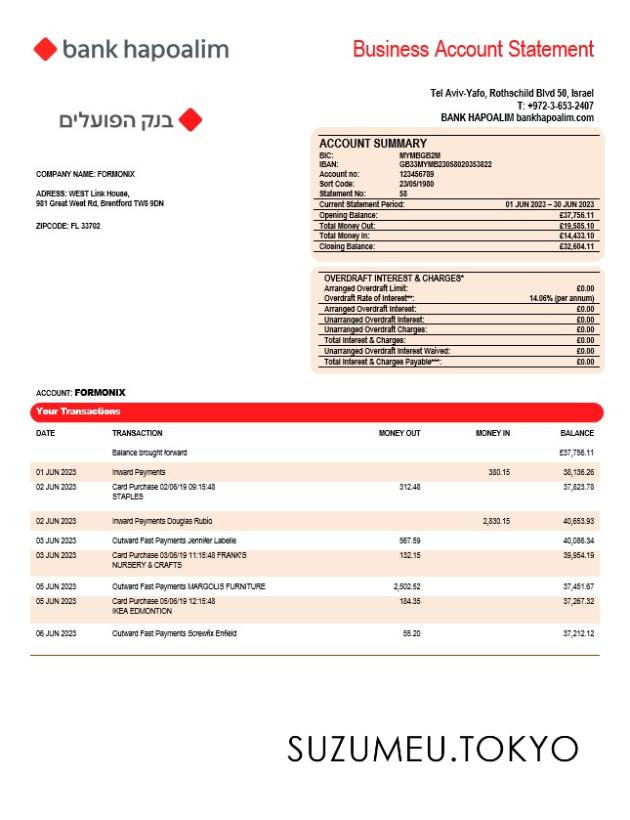 bank hapoalim
Business Account Statement
Tel Aviv-Yafo, Rothschild Blvd 50, Israel
T: +972-3-653-2407
BANK HAPOALIM bankhapoalim.com
בנק הפועלים
COMPANY NAME: FORMONIX
ADRESS: WEST Link House,
981 Great West Rd, Brentford TW8 9DN
ZIPCODE: FL 33702
ACCOUNT SUMMARY
BIC: MYMBGB2M
IBAN: GB33MYMB23058020353822
Account no: 123456789
Sort Code: 23/05/1980
Statement No: 58
Current Statement Period: 01 JUN 2023 – 30 JUN 2023
Opening Balance: £37,756.11
Total Money Out: £19,585.10
Total Money In: £14,433.10
Closing Balance: £32,604.11
OVERDRAFT INTEREST & CHARGES*
Arranged Overdraft Limit: £0.00
Overdraft Rate of Interest**: 14.06% (per annum)
Arranged Overdraft Interest: £0.00
Unarranged Overdraft Interest: £0.00
Unarranged Overdraft Charges: £0.00
Total Interest & Charges: £0.00
Unarranged Overdraft Interest Waived: £0.00
Total Interest & Charges Payable***: £0.00
ACCOUNT: FORMONIX
Your Transactions
DATE TRANSACTION MONEY OUT MONEY IN BALANCE
Balance brought forward £37,756.11
01 JUN 2023 Inward Payments 380.15 38,136.26
02 JUN 2023 Card Purchase 02/06/19 09:15:48 312.48 37,823.78
STAPLES
02 JUN 2023 Inward Payments Douglas Rubio 2,830.15 40,653.93
03 JUN 2023 Outward Fast Payments Jennifer Labelle 567.59 40,086.34
03 JUN 2023 Card Purchase 03/06/19 11:15:48 FRANK'S 132.15 39,954.19
NURSERY & CRAFTS
05 JUN 2023 Outward Fast Payments MARGOLIS FURNITURE 2,502.52 37,451.67
05 JUN 2023 Card Purchase 05/06/19 12:15:48 184.35 37,267.32
IKEA EDMONTION
06 JUN 2023 Outward Fast Payments Screwfix Enfield 55.20 37,212.12
SUZUMEU.TOKYO